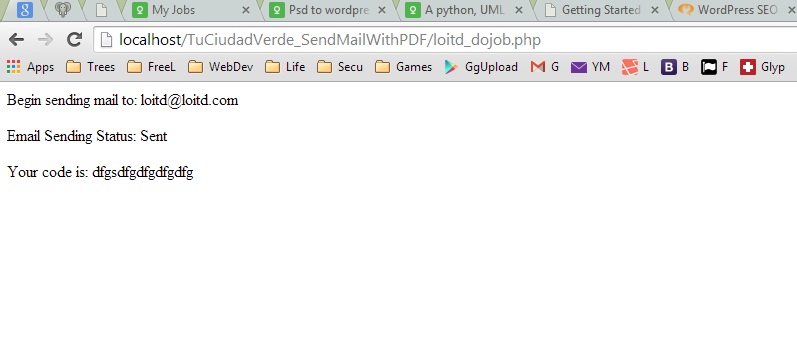 My Jobs
Psd to wordpre
A python, UML
Getting Started
WordPress SEO
localhost/TuCiudadVerde_SendMailWithPDF/loitd_dojob.php
Apps Trees FreeL WebDev Life Secu Games GgUpload G YM L B B F Glyp
Begin sending mail to: loitd@loitd.com
Email Sending Status: Sent
Your code is: dfgsdfgdfgdfgdfg